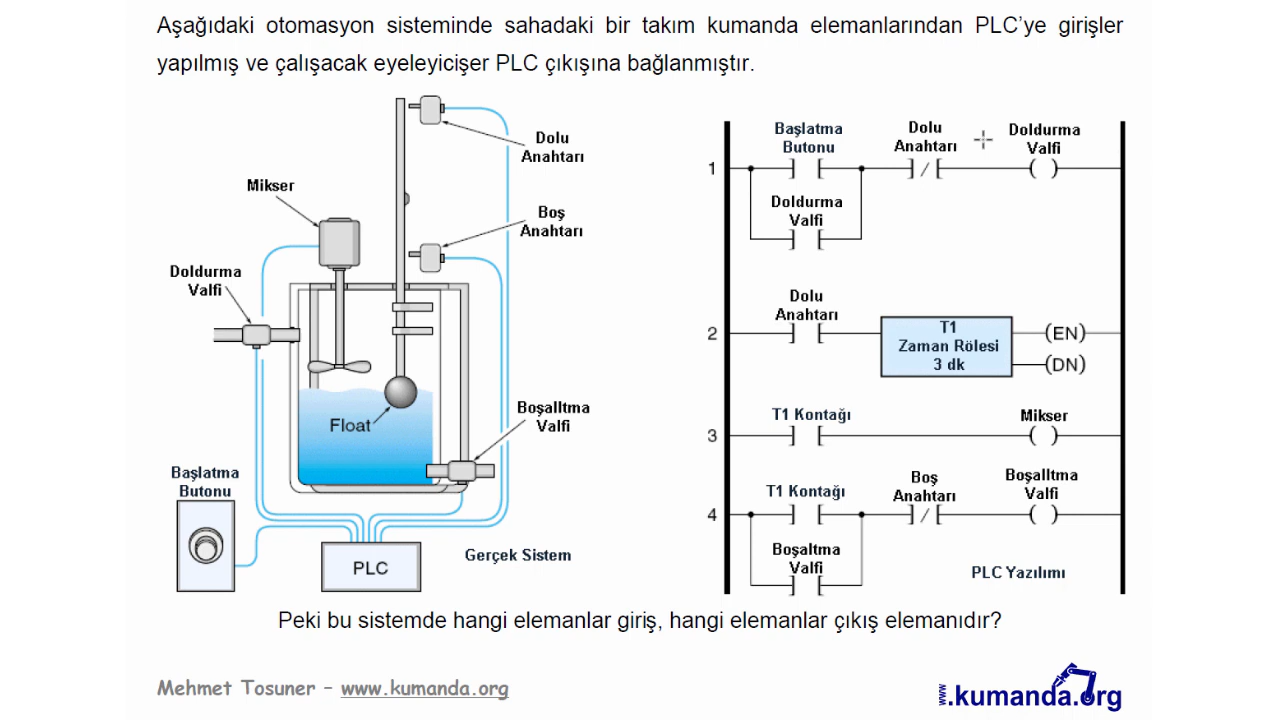 Aşağıdaki otomasyon sisteminde sahadaki bir takım kumanda elemanlarından PLC'ye girişler
yapılmış ve çalışacak eyeleyicişer PLC çıkışına bağlanmıştır.
Dolu
Anahtarı
Mikser
Boş
Anahtarı
Doldurma
Valfi
Float
Boşalltma
Valfi
Başlatma
Butonu
PLC
Gerçek Sistem
Başlatma
Butonu
Dolu
Anahtarı
Doldurma
Valfi
1
Doldurma
Valfi
Dolu
Anahtarı
2
T1
Zaman Rölesi
3 dk
(EN)
(DN)
T1 Kontağı
Mikser
3
T1 Kontağı
Boş
Anahtarı
Boşalltma
Valfi
4
Boşaltma
Valfi
PLC Yazılımı
Peki bu sistemde hangi elemanlar giriş, hangi elemanlar çıkış elemanıdır?
Mehmet Tosuner – www.kumanda.org
www.kumanda.org